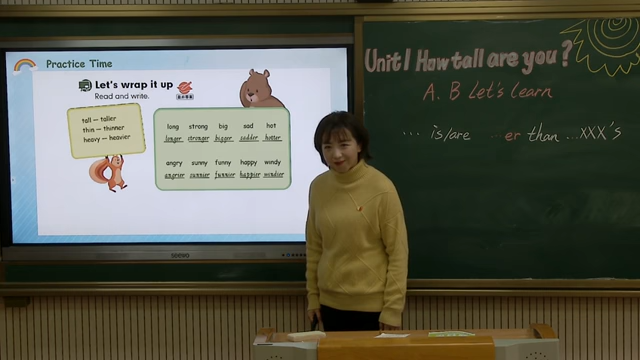 Practice Time
Let's wrap it up
Read and write.
tall — taller
thin — thinner
heavy — heavier
long strong big sad hot
longer stronger bigger sadder hotter
angry sunny funny happy windy
angrier sunnier funnier happier windier
Unit 1 How tall are you?
A. B Let's Learn
... is/are ...er than ...XXX's